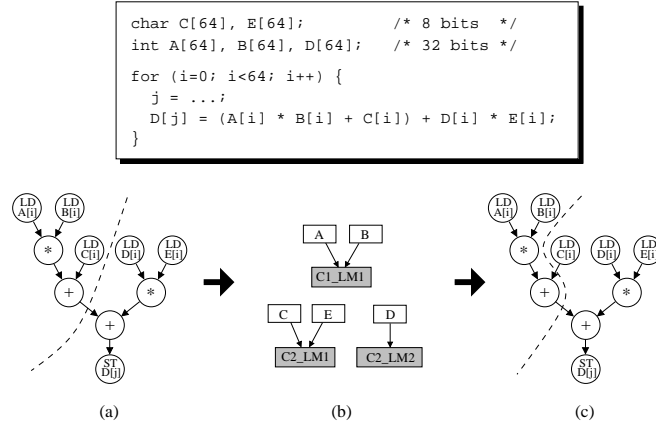 char C[64], E[64]; /* 8 bits */
int A[64], B[64], D[64]; /* 32 bits */
for (i=0; i<64; i++) {
j = ...;
D[j] = (A[i] * B[i] + C[i]) + D[i] * E[i];
}
LD A[i]
LD B[i]
*
LD C[i]
LD D[i]
LD E[i]
+
*
+
ST D[j]
(a)
A B
C1_LM1
C E D
C2_LM1 C2_LM2
(b)
LD A[i]
LD B[i]
*
LD C[i]
LD D[i]
LD E[i]
+
*
+
ST D[j]
(c)